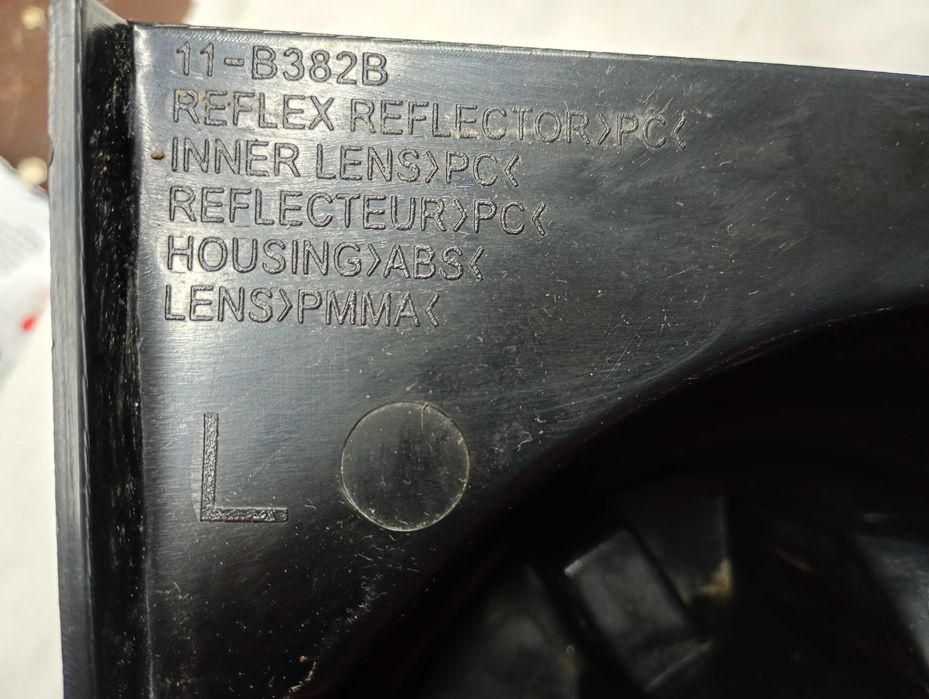 11-B382B
REFLEX REFLECTOR>PC<
INNER LENS>PC<
REFLECTEUR>PC<
HOUSING>ABS<
LENS>PMMA<
L